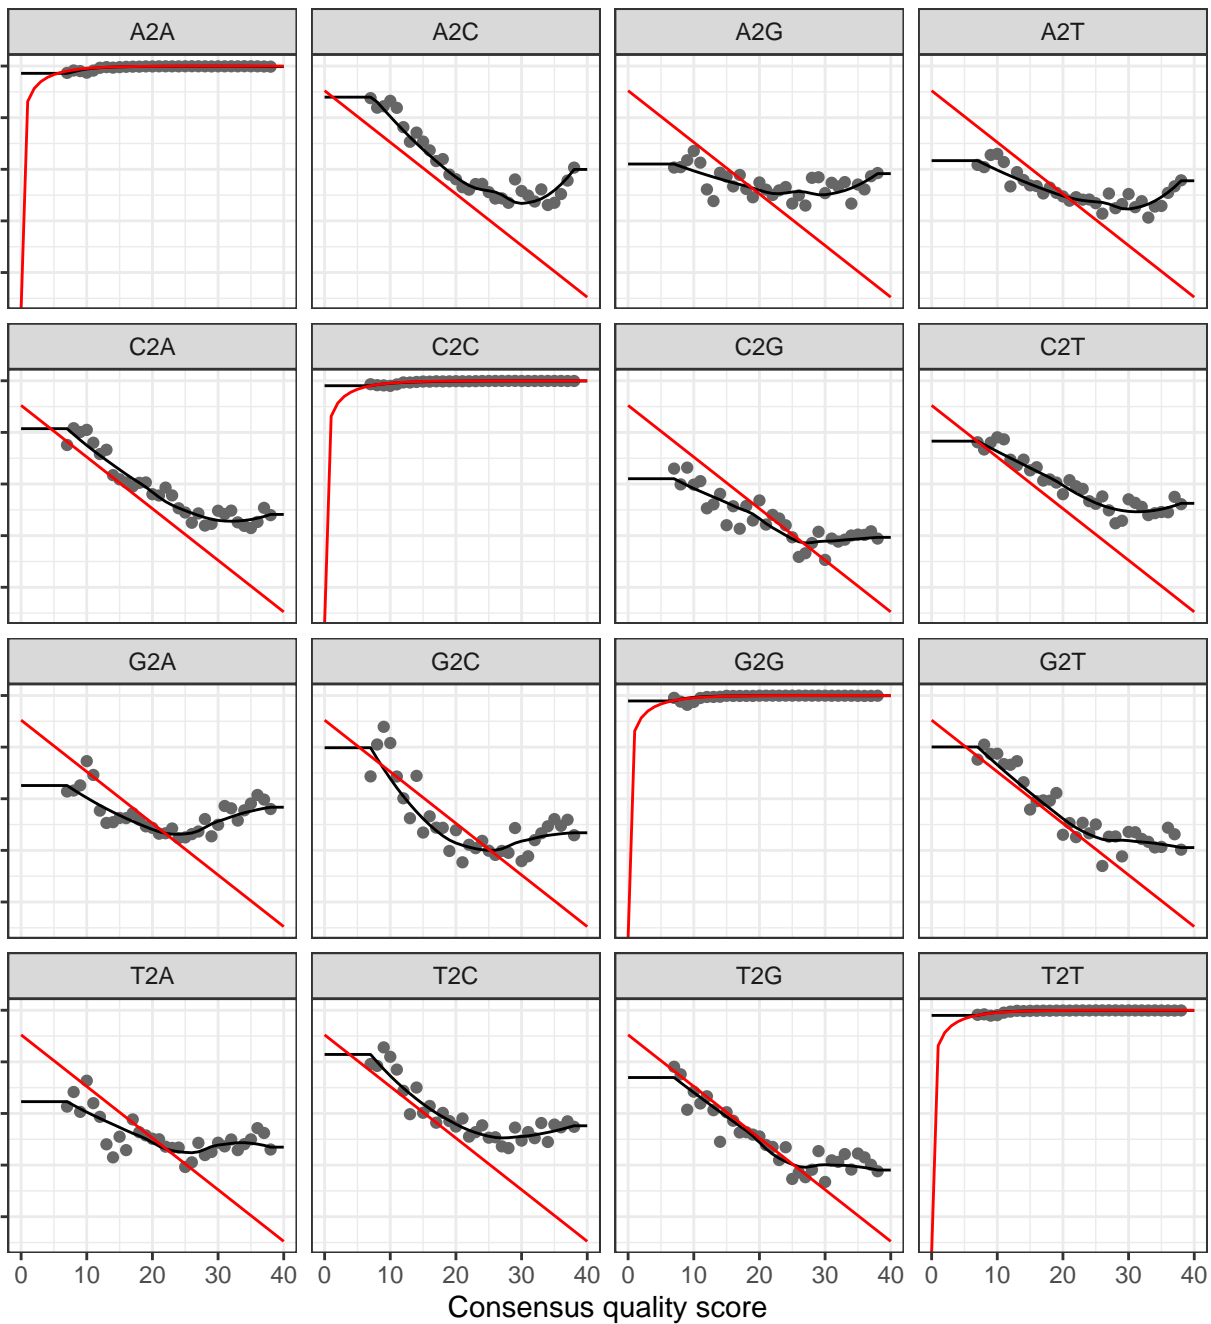 A2A A2C A2G A2T
C2A C2C C2G C2T
G2A G2C G2G G2T
T2A T2C T2G T2T
0 10 20 30 40 0 10 20 30 40 0 10 20 30 40 0 10 20 30 40
Consensus quality score